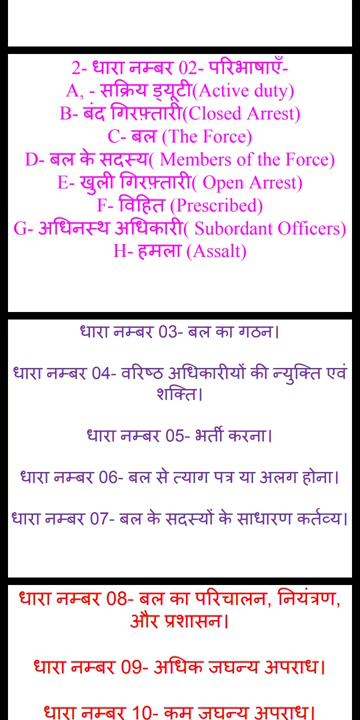 2- धारा नम्बर 02- परिभाषाएँ-
A, - सक्रिय ड्यूटी(Active duty)
B- बंद गिरफ़्तारी(Closed Arrest)
C- बल (The Force)
D- बल के सदस्य( Members of the Force)
E- खुली गिरफ़्तारी( Open Arrest)
F- विहित (Prescribed)
G- अधिनस्थ अधिकारी( Subordant Officers)
H- हमला (Assalt)
धारा नम्बर 03- बल का गठन।
धारा नम्बर 04- वरिष्ठ अधिकारीयों की न्युक्ति एवं
शक्ति।
धारा नम्बर 05- भर्ती करना।
धारा नम्बर 06- बल से त्याग पत्र या अलग होना।
धारा नम्बर 07- बल के सदस्यों के साधारण कर्तव्य।
धारा नम्बर 08- बल का परिचालन, नियंत्रण,
और प्रशासन।
धारा नम्बर 09- अधिक जघन्य अपराध।
धारा नम्बर 10- कम जघन्य अपराध।